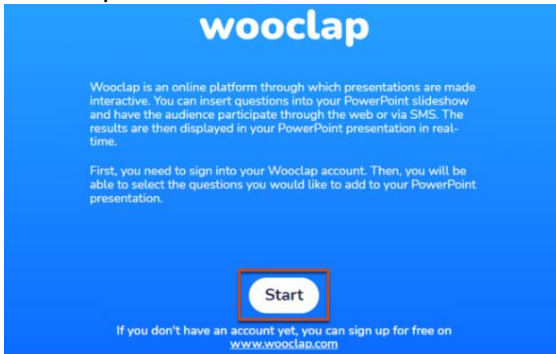 wooclap
Wooclap is an online platform through which presentations are made
interactive. You can insert questions into your PowerPoint slideshow
and have the audience participate through the web or via SMS. The
results are then displayed in your PowerPoint presentation in real-
time.
First, you need to sign into your Wooclap account. Then, you will be
able to select the questions you would like to add to your PowerPoint
presentation.
Start
If you don't have an account yet, you can sign up for free on
www.wooclap.com